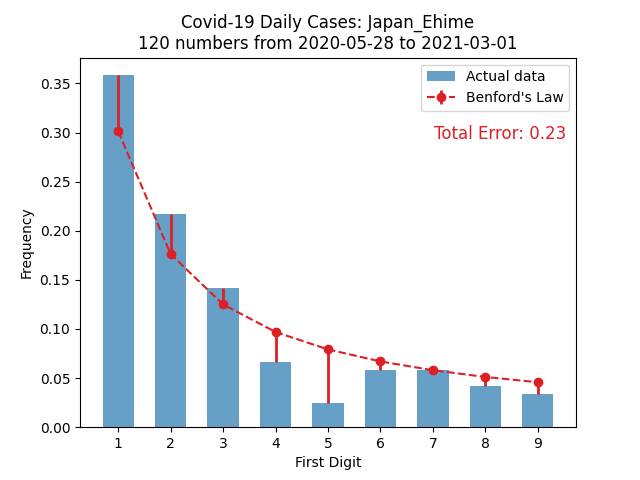 Covid-19 Daily Cases: Japan_Ehime
120 numbers from 2020-05-28 to 2021-03-01
Actual data
Benford's Law
Total Error: 0.23
Frequency
0.35
0.30
0.25
0.20
0.15
0.10
0.05
0.00
1 2 3 4 5 6 7 8 9
First Digit